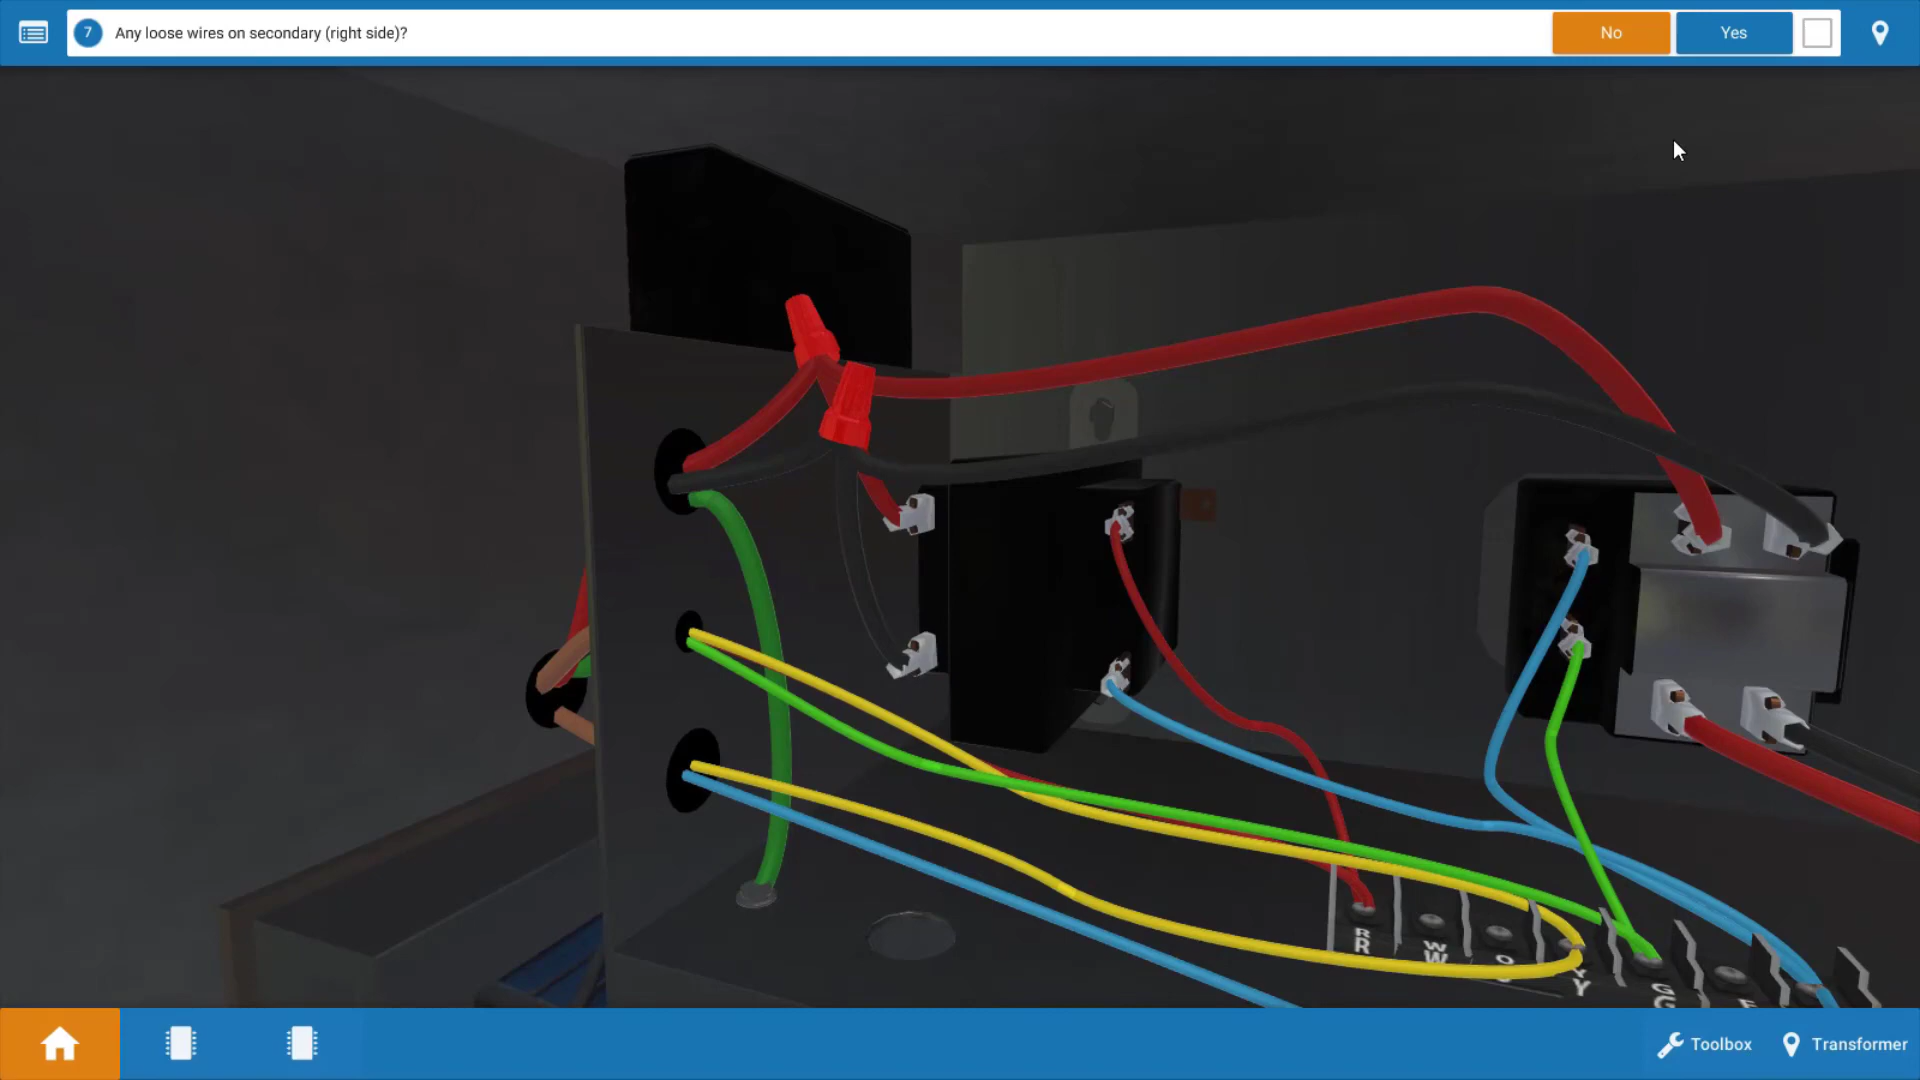 7 Any loose wires on secondary (right side)? No Yes
R R W W O Y Y G G
Toolbox Transformer